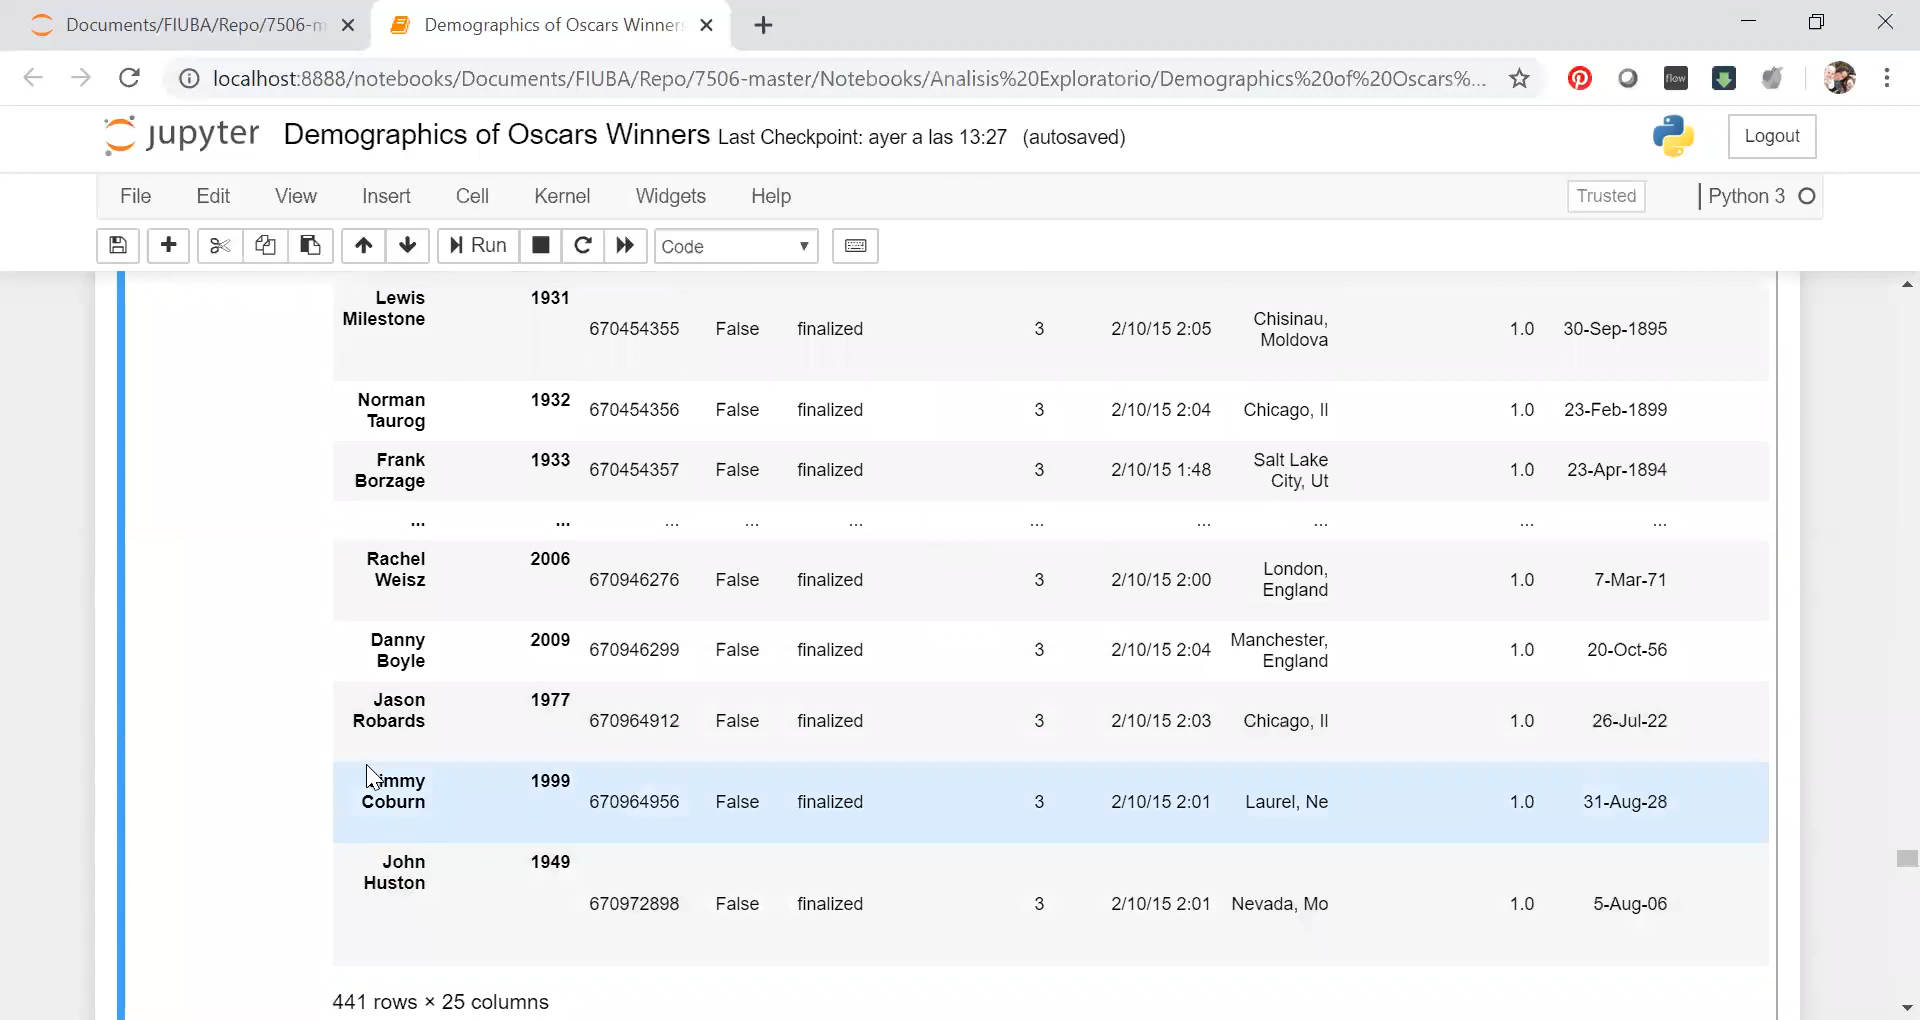 Documents/FIUBA/Repo/7506-m
Demographics of Oscars Winner
localhost:8888/notebooks/Documents/FIUBA/Repo/7506-master/Notebooks/Analisis%20Exploratorio/Demographics%20of%20Oscars%...
flow
jupyter Demographics of Oscars Winners Last Checkpoint: ayer a las 13:27 (autosaved)
Logout
File Edit View Insert Cell Kernel Widgets Help Trusted Python 3
Run Code
Lewis Milestone 1931 670454355 False finalized 3 2/10/15 2:05 Chisinau, Moldova 1.0 30-Sep-1895
Norman Taurog 1932 670454356 False finalized 3 2/10/15 2:04 Chicago, Il 1.0 23-Feb-1899
Frank Borzage 1933 670454357 False finalized 3 2/10/15 1:48 Salt Lake City, Ut 1.0 23-Apr-1894
... ... ... ... ... ... ... ... ... ...
Rachel Weisz 2006 670946276 False finalized 3 2/10/15 2:00 London, England 1.0 7-Mar-71
Danny Boyle 2009 670946299 False finalized 3 2/10/15 2:04 Manchester, England 1.0 20-Oct-56
Jason Robards 1977 670964912 False finalized 3 2/10/15 2:03 Chicago, Il 1.0 26-Jul-22
mmy Coburn 1999 670964956 False finalized 3 2/10/15 2:01 Laurel, Ne 1.0 31-Aug-28
John Huston 1949 670972898 False finalized 3 2/10/15 2:01 Nevada, Mo 1.0 5-Aug-06
441 rows × 25 columns